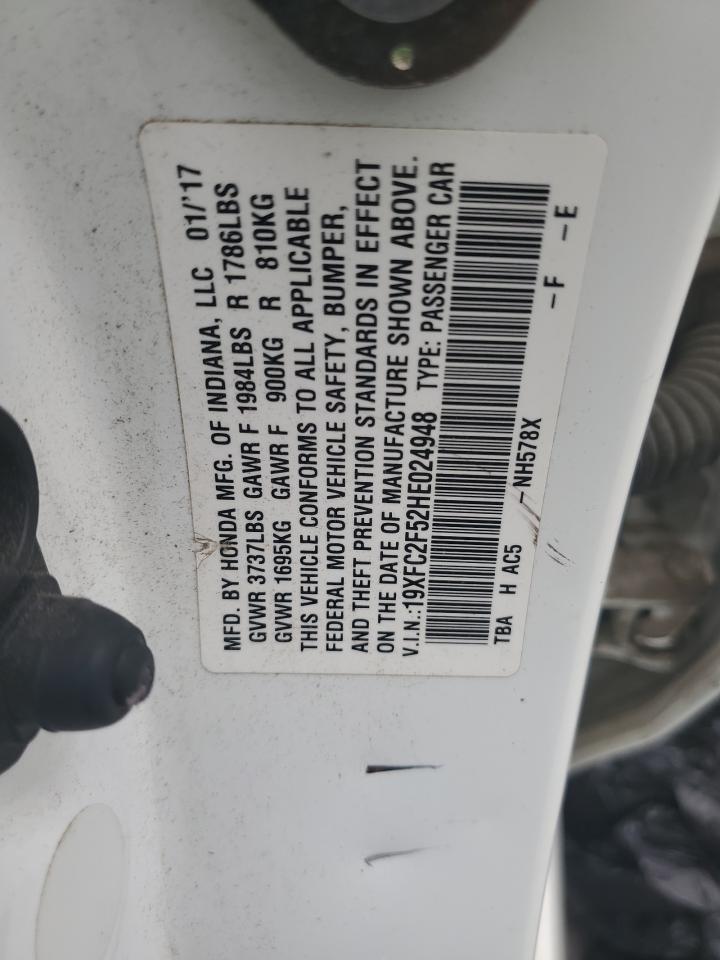 MFD. BY HONDA MFG. OF INDIANA, LLC 01/'17
GVWR 3737LBS GAWR F 1984LBS R 1786LBS
GVWR 1695KG GAWR F 900KG R 810KG
THIS VEHICLE CONFORMS TO ALL APPLICABLE
FEDERAL MOTOR VEHICLE SAFETY, BUMPER,
AND THEFT PREVENTION STANDARDS IN EFFECT
ON THE DATE OF MANUFACTURE SHOWN ABOVE.
V.I.N.:19XFC2F52HE024948 TYPE: PASSENGER CAR
TBA H AC5 -NH578X -F -E